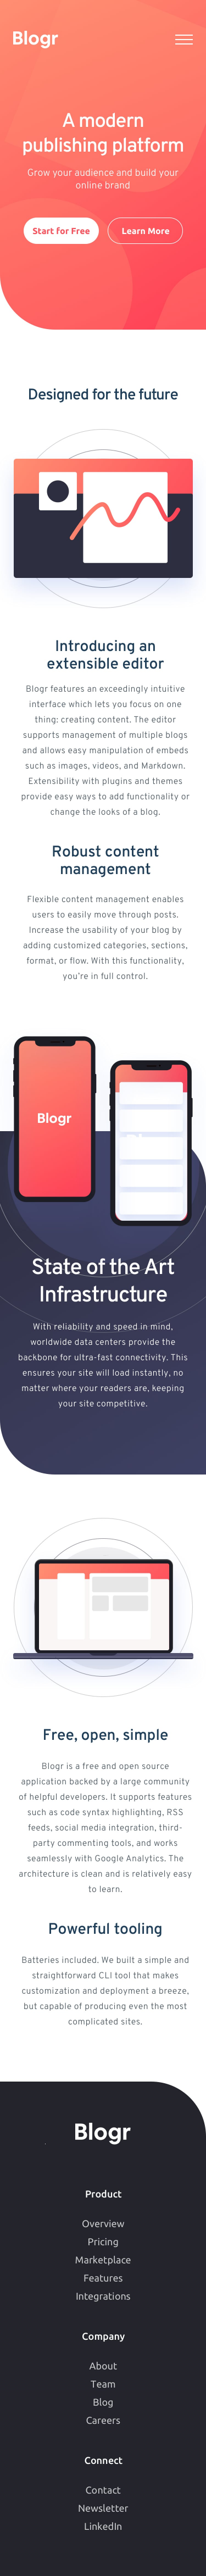 Blogr
A modern
publishing platform
Grow your audience and build your
online brand
Start for Free
Learn More
Designed for the future
Introducing an
extensible editor
Blogr features an exceedingly intuitive
interface which lets you focus on one
thing: creating content. The editor
supports management of multiple blogs
and allows easy manipulation of embeds
such as images, videos, and Markdown.
Extensibility with plugins and themes
provide easy ways to add functionality or
change the looks of a blog.
Robust content
management
Flexible content management enables
users to easily move through posts.
Increase the usability of your blog by
adding customized categories, sections,
format, or flow. With this functionality,
you're in full control.
Blogr
State of the Art
Infrastructure
With reliability and speed in mind,
worldwide data centers provide the
backbone for ultra-fast connectivity. This
ensures your site will load instantly, no
matter where your readers are, keeping
your site competitive.
Free, open, simple
Blogr is a free and open source
application backed by a large community
of helpful developers. It supports features
such as code syntax highlighting, RSS
feeds, social media integration, third-
party commenting tools, and works
seamlessly with Google Analytics. The
architecture is clean and is relatively easy
to learn.
Powerful tooling
Batteries included. We built a simple and
straightforward CLI tool that makes
customization and deployment a breeze,
but capable of producing even the most
complicated sites.
Blogr
Product
Overview
Pricing
Marketplace
Features
Integrations
Company
About
Team
Blog
Careers
Connect
Contact
Newsletter
LinkedIn